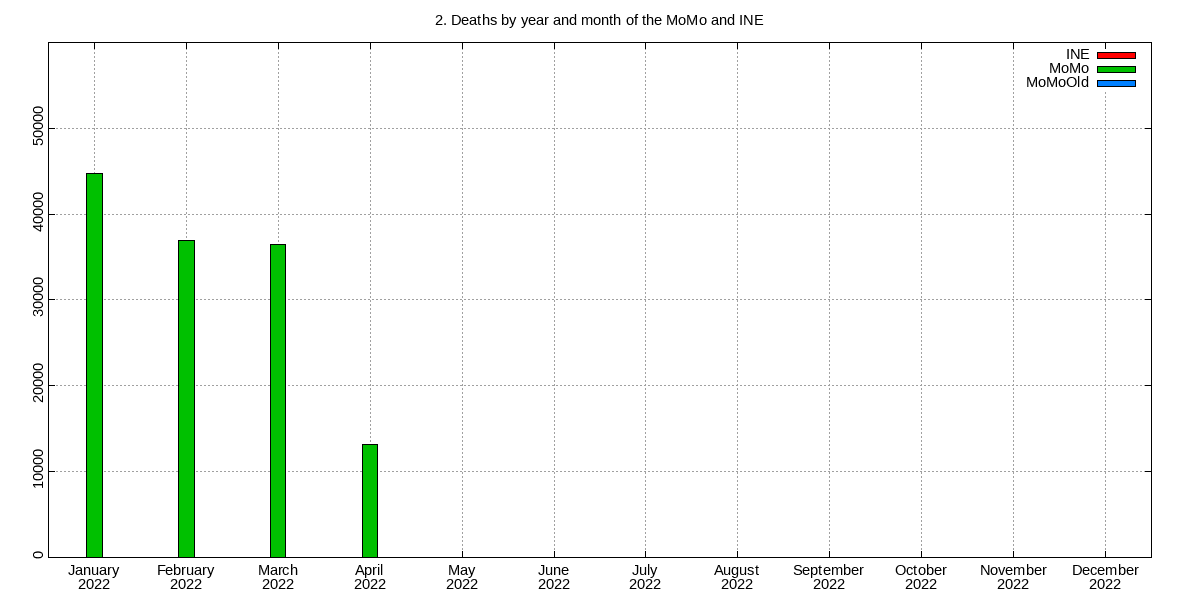 2. Deaths by year and month of the MoMo and INE
INE
MoMo
MoMoOld
50000
40000
30000
20000
10000
0
January February March April May June July August September October November December
2022 2022 2022 2022 2022 2022 2022 2022 2022 2022 2022 2022